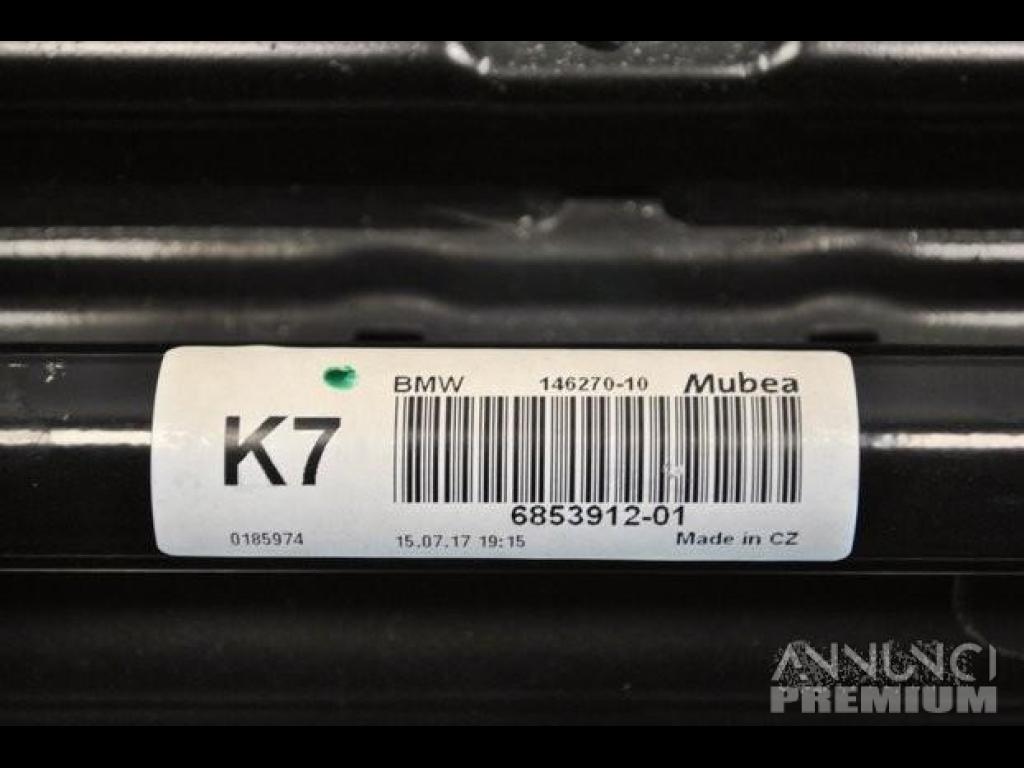 BMW 146270-10 Mubea
K7
6853912-01
0185974 15.07.17 19:15 Made in CZ
ANNUNCI
PREMIUM